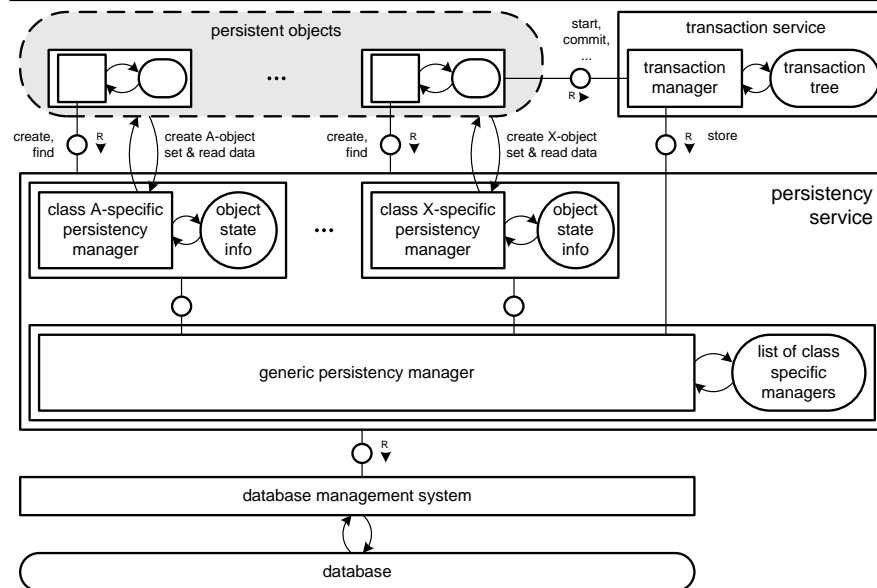 persistent objects
start,
commit,
...
transaction service
...
R
transaction
manager
transaction
tree
create,
find
R
create A-object
set & read data
create,
find
R
create X-object
set & read data
R
store
persistency
service
class A-specific
persistency
manager
object
state
info
...
class X-specific
persistency
manager
object
state
info
generic persistency manager
list of class
specific
managers
R
database management system
database